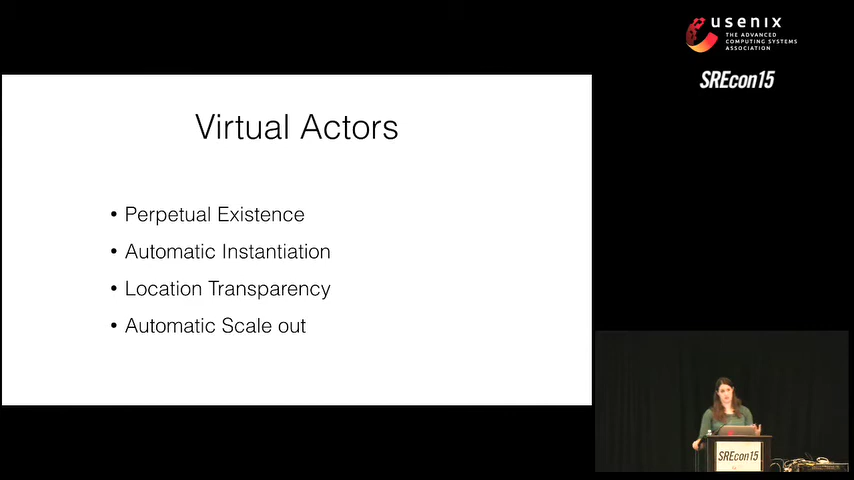 usenix
THE ADVANCED
COMPUTING SYSTEMS
ASSOCIATION
SREcon15
Virtual Actors
• Perpetual Existence
• Automatic Instantiation
• Location Transparency
• Automatic Scale out
SREcon15